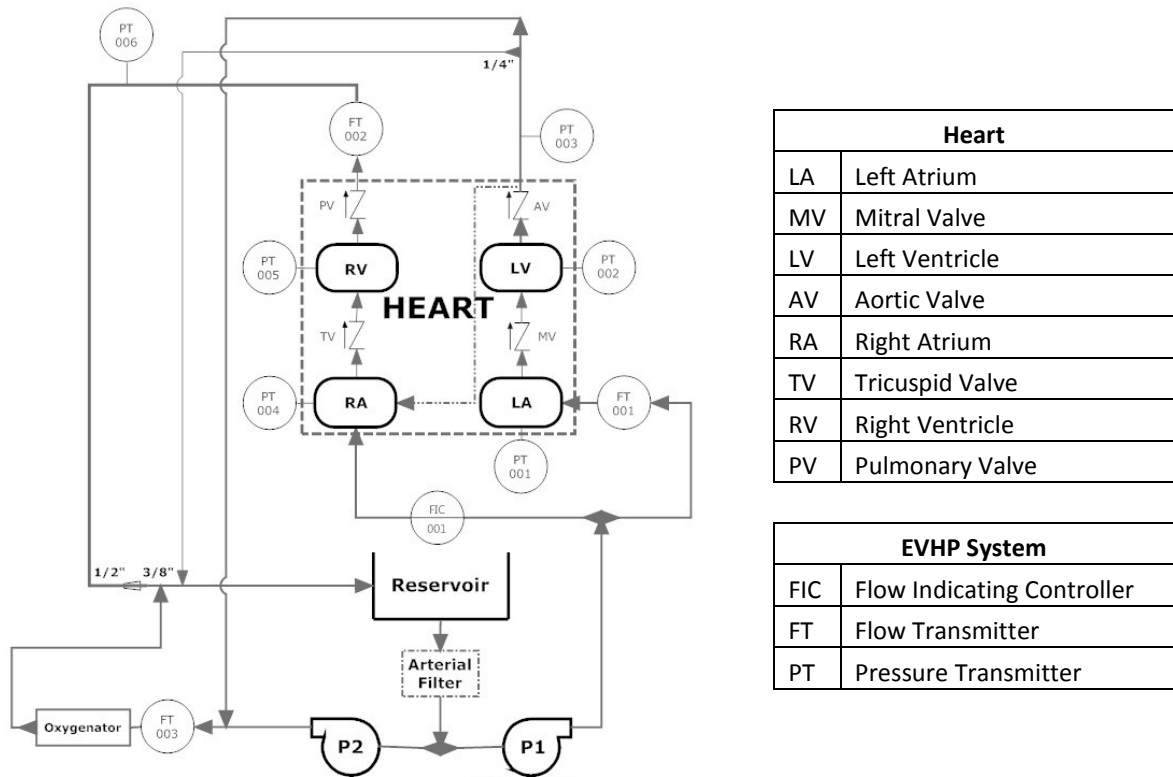 PT
006
1/4"
FT
002
PT
003
PV
AV
PT
005
RV
LV
PT
002
HEART
TV
MV
PT
004
RA
LA
FT
001
PT
001
FIC
001
1/2" 3/8"
Reservoir
Arterial
Filter
Oxygenator
FT
003
P2
P1
Heart
LA Left Atrium
MV Mitral Valve
LV Left Ventricle
AV Aortic Valve
RA Right Atrium
TV Tricuspid Valve
RV Right Ventricle
PV Pulmonary Valve
EVHP System
FIC Flow Indicating Controller
FT Flow Transmitter
PT Pressure Transmitter